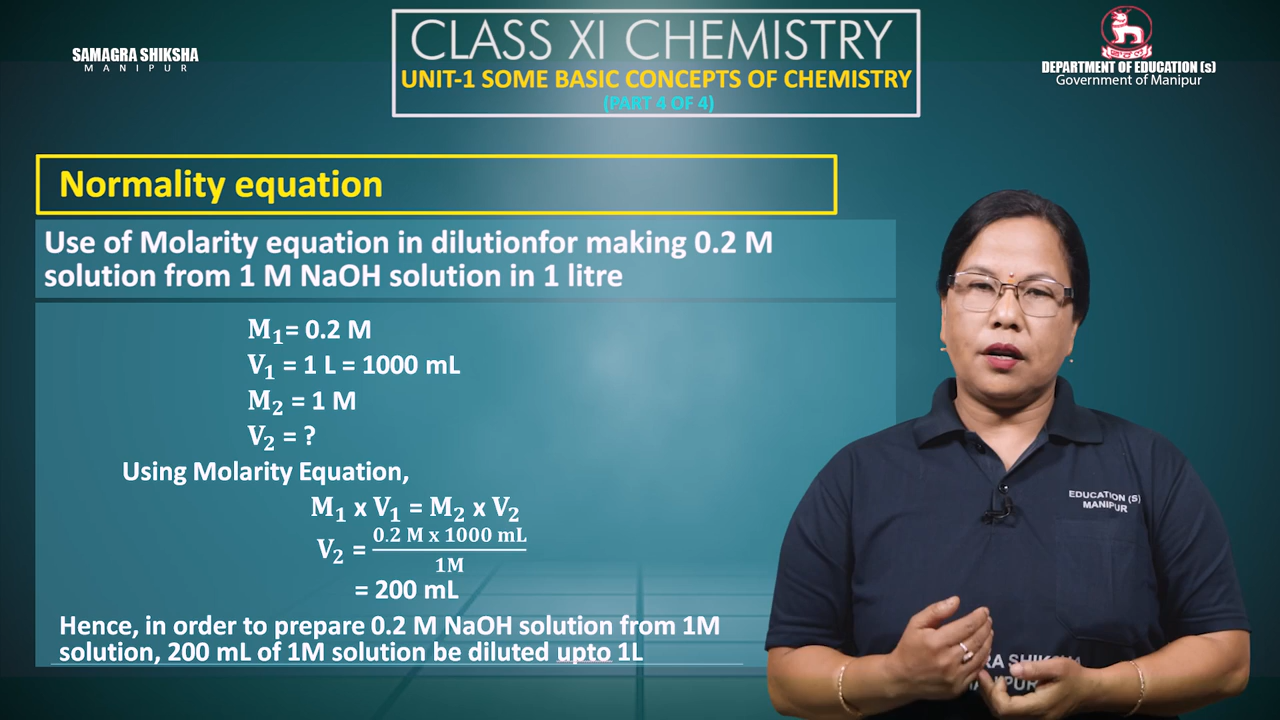 SAMAGRA SHIKSHA
MANIPUR
CLASS XI CHEMISTRY
UNIT-1 SOME BASIC CONCEPTS OF CHEMISTRY
(PART 4 OF 4)
DEPARTMENT OF EDUCATION (s)
Government of Manipur
Normality equation
Use of Molarity equation in dilutionfor making 0.2 M
solution from 1 M NaOH solution in 1 litre
M₁= 0.2 M
V₁ = 1 L = 1000 mL
M₂ = 1 M
V₂ = ?
Using Molarity Equation,
M₁ x V₁ = M₂ x V₂
V₂ = 0.2 M x 1000 mL
1M
= 200 mL
Hence, in order to prepare 0.2 M NaOH solution from 1M
solution, 200 mL of 1M solution be diluted upto 1L
EDUCATION (S)
MANIPUR